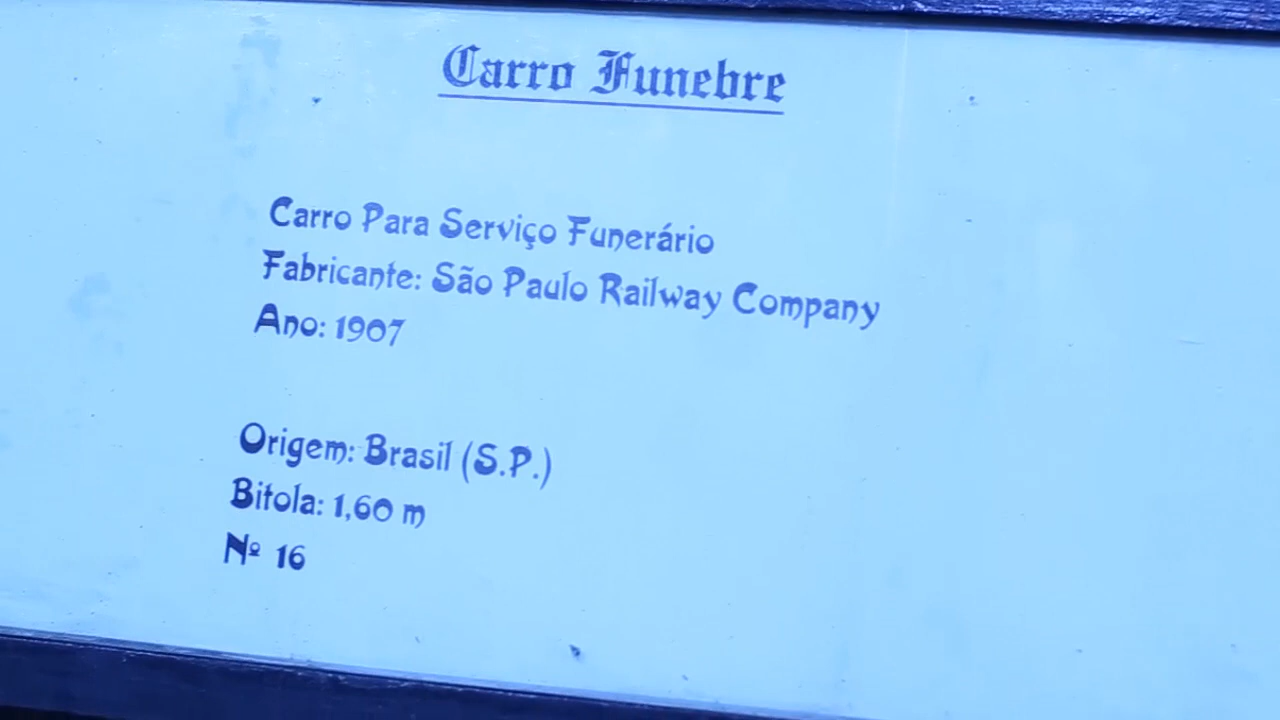 Carro Funebre
Carro Para Serviço Funerário
Fabricante: São Paulo Railway Company
Ano: 1907
Origem: Brasil (S.P.)
Bitola: 1,60 m
Nº 16